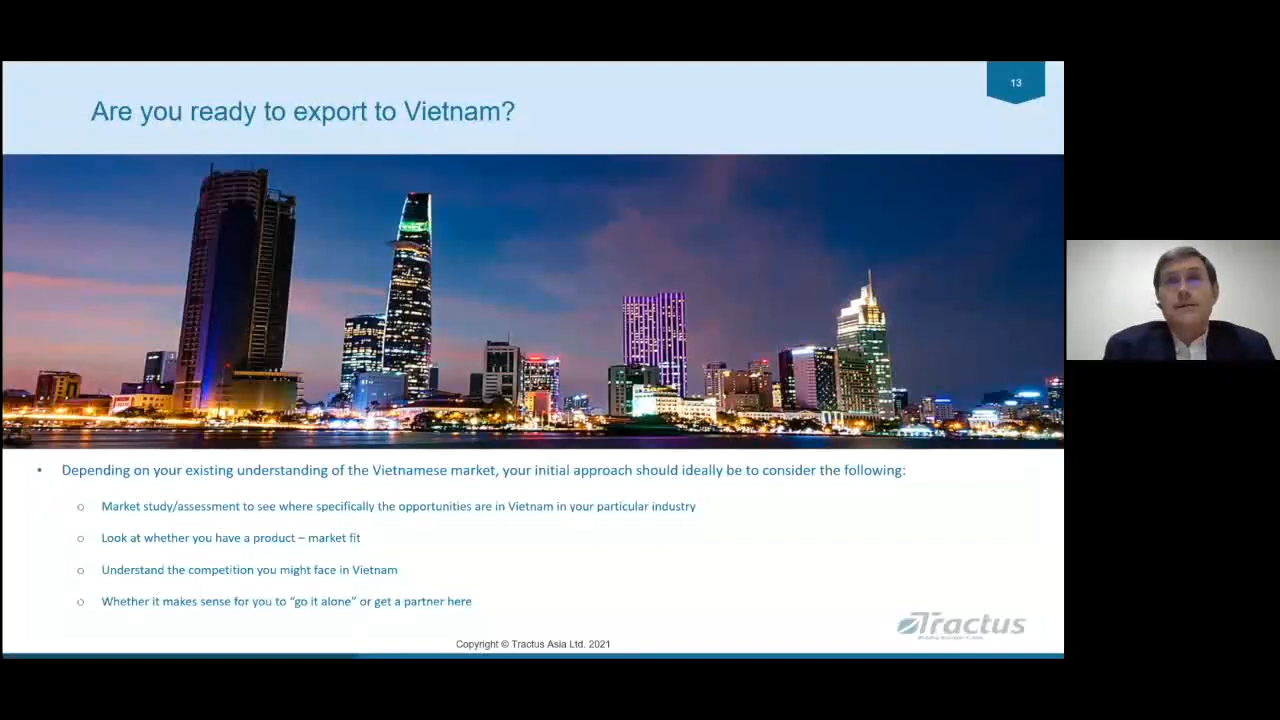 13
Are you ready to export to Vietnam?
• Depending on your existing understanding of the Vietnamese market, your initial approach should ideally be to consider the following:
o Market study/assessment to see where specifically the opportunities are in Vietnam in your particular industry
o Look at whether you have a product – market fit
o Understand the competition you might face in Vietnam
o Whether it makes sense for you to “go it alone” or get a partner here
Tractus
Copyright © Tractus Asia Ltd. 2021